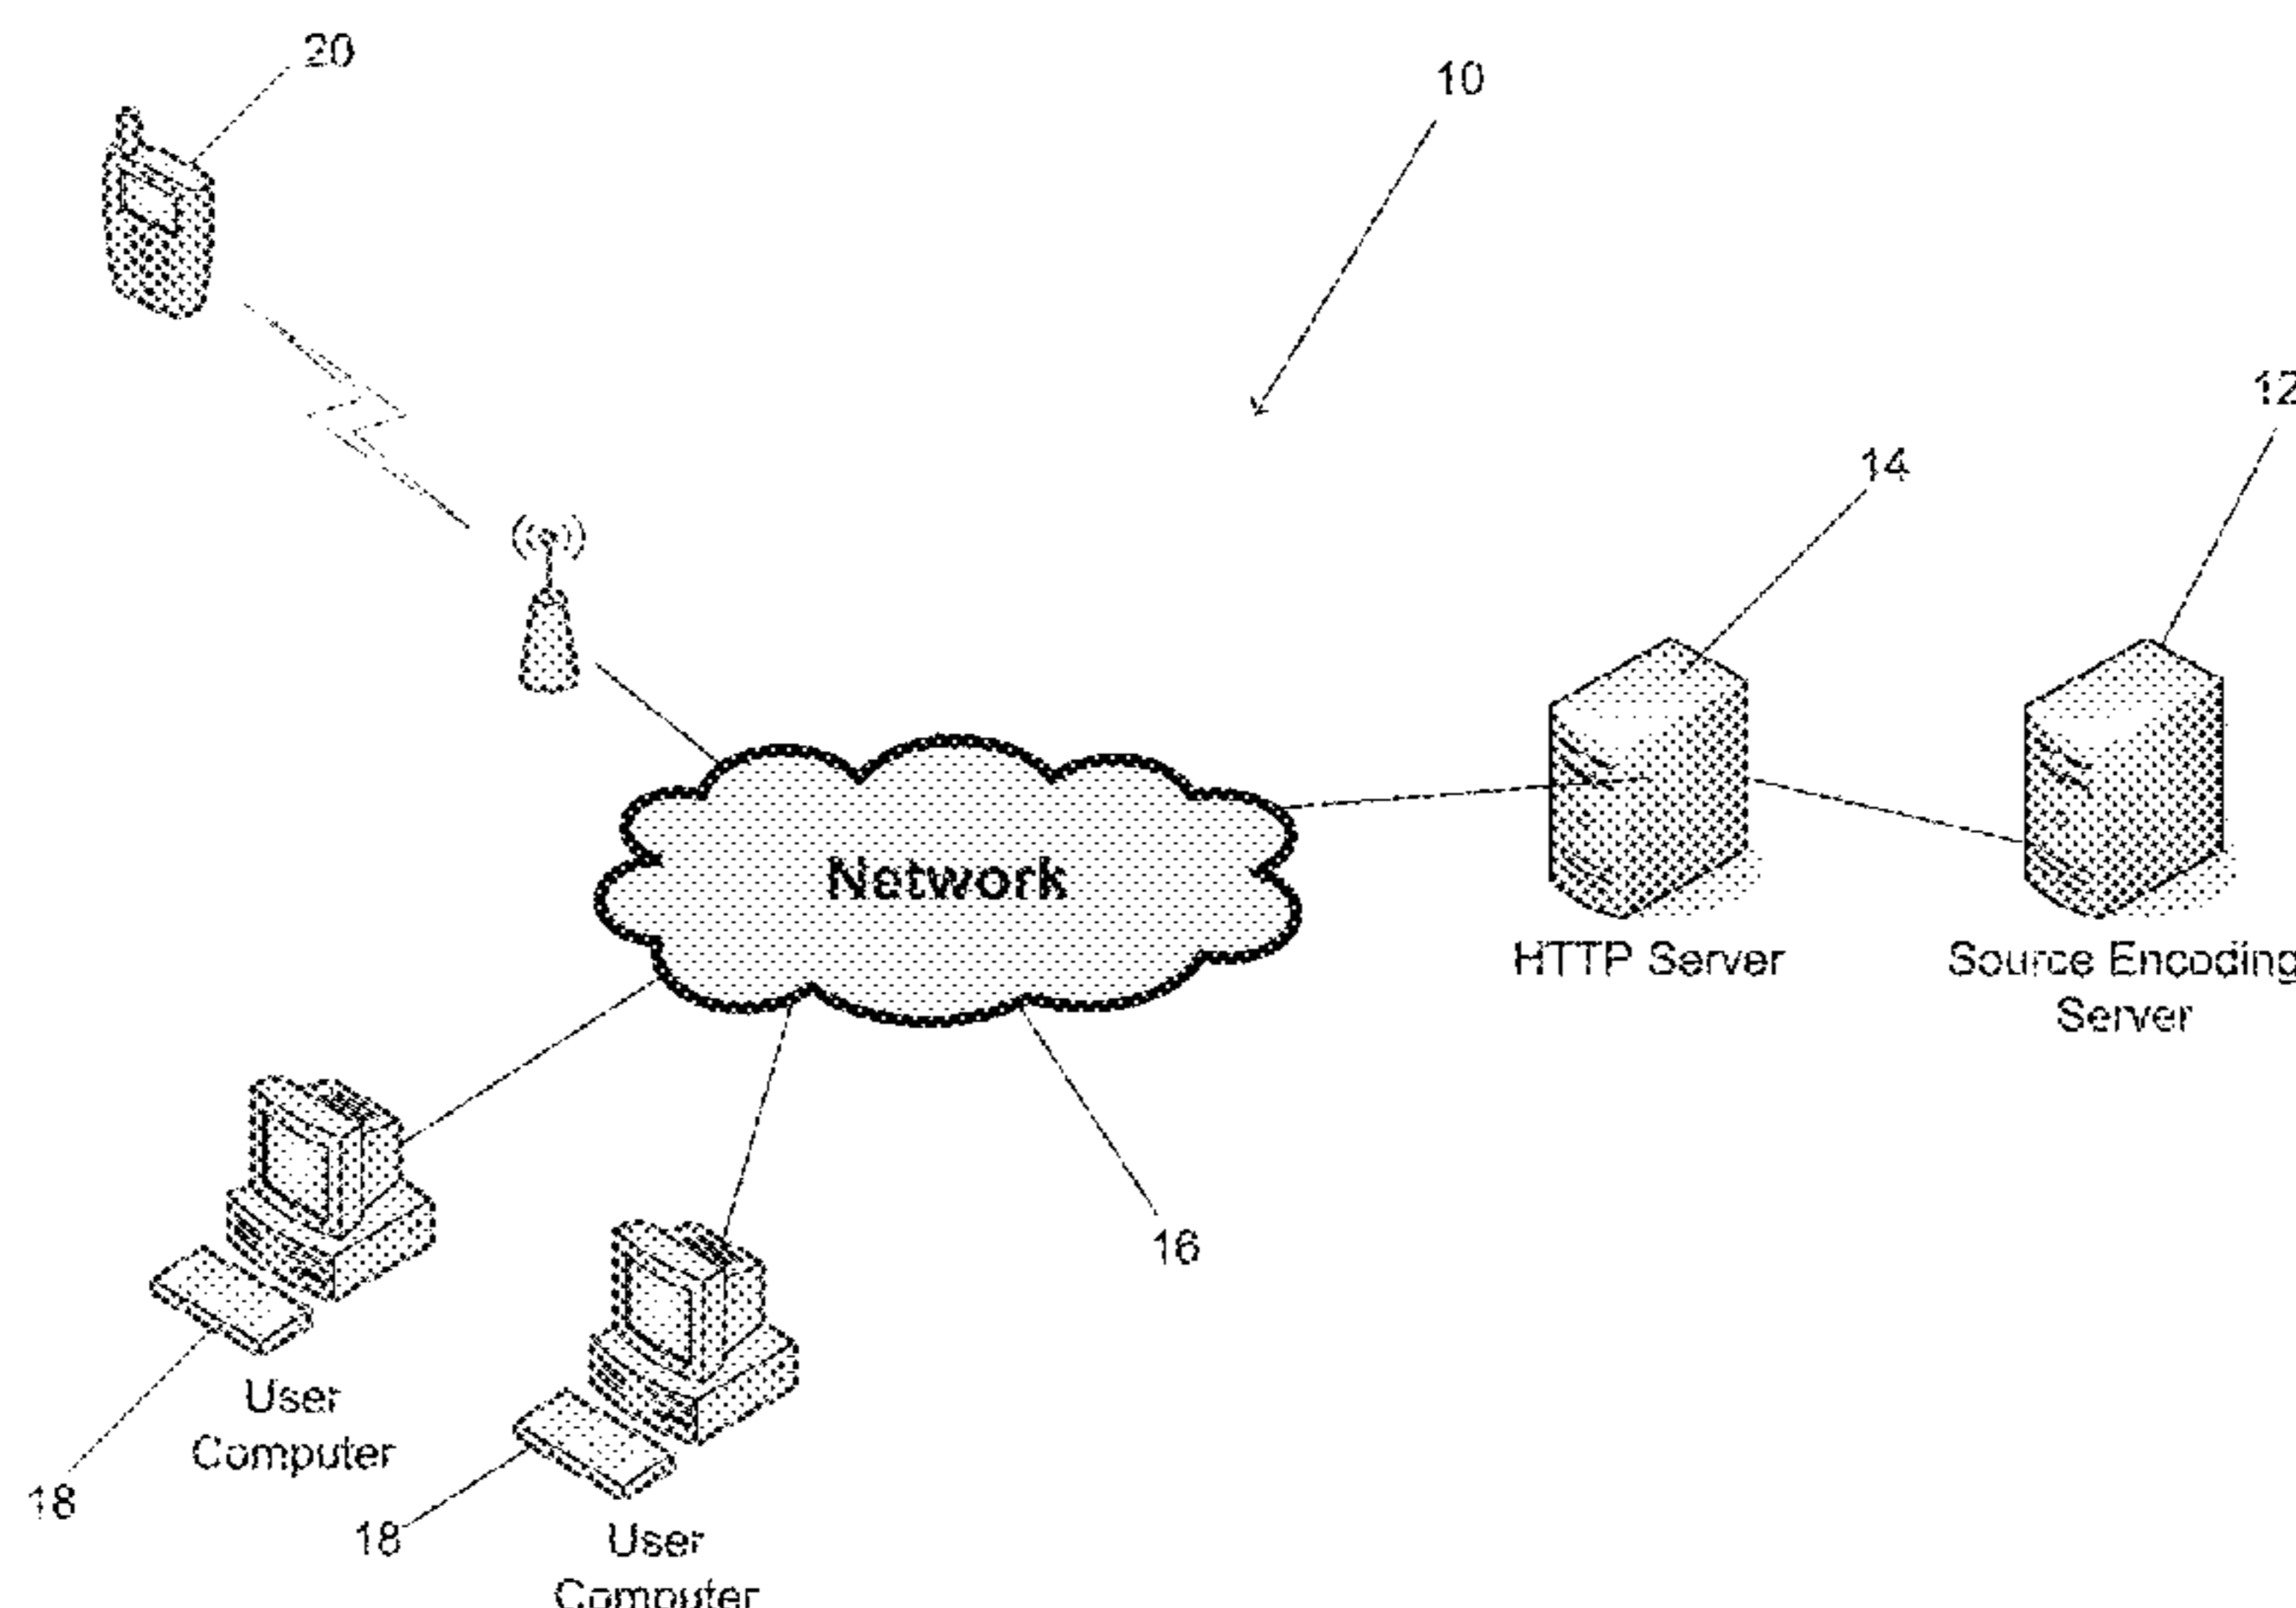 20
10
12
14
Network
HTTP Server
Source Encoding
Server
16
User
Computer
18
18
User
Computer